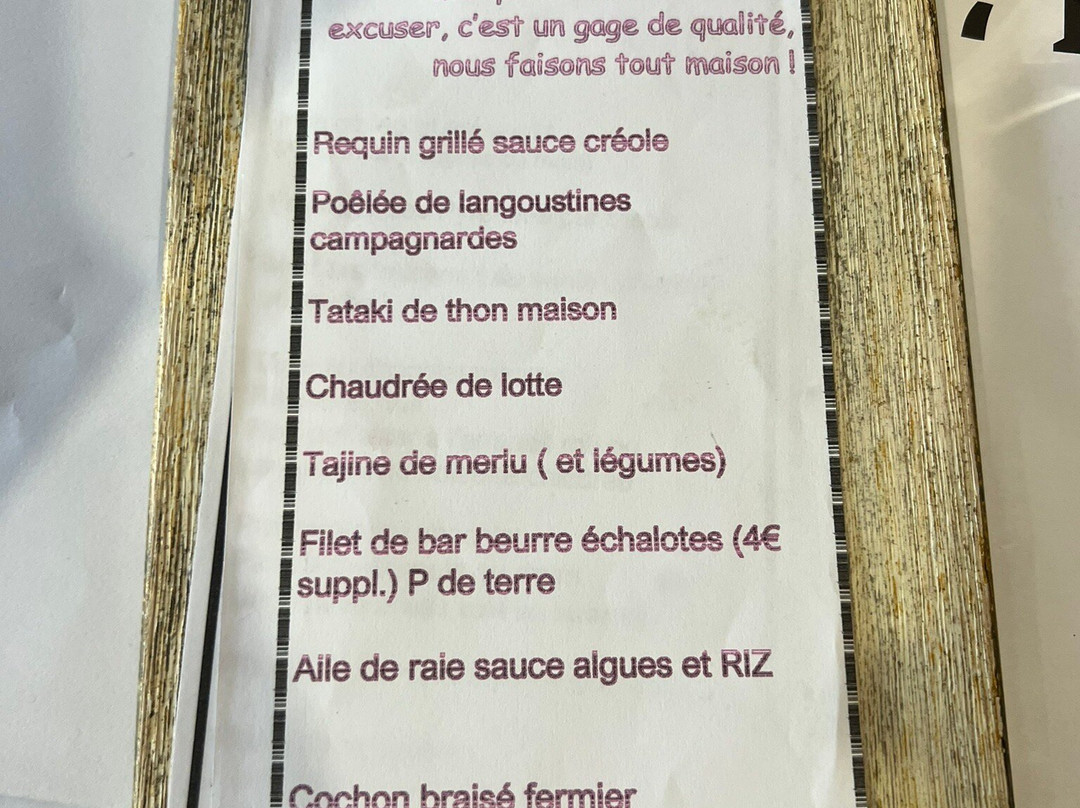 excuser, c'est un gage de qualité,
nous faisons tout maison !
Requin grillé sauce créole
Poêlée de langoustines
campagnardes
Tataki de thon maison
Chaudrée de lotte
Tajine de merlu ( et légumes)
Filet de bar beurre échalotes (4€
suppl.) P de terre
Aile de raie sauce algues et RIZ
Cochon braisé fermier